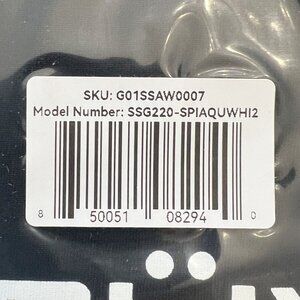 SKU: G01SSAW0007
Model Number: SSG220-SPIAQUWHI2
8 50051 08294 0